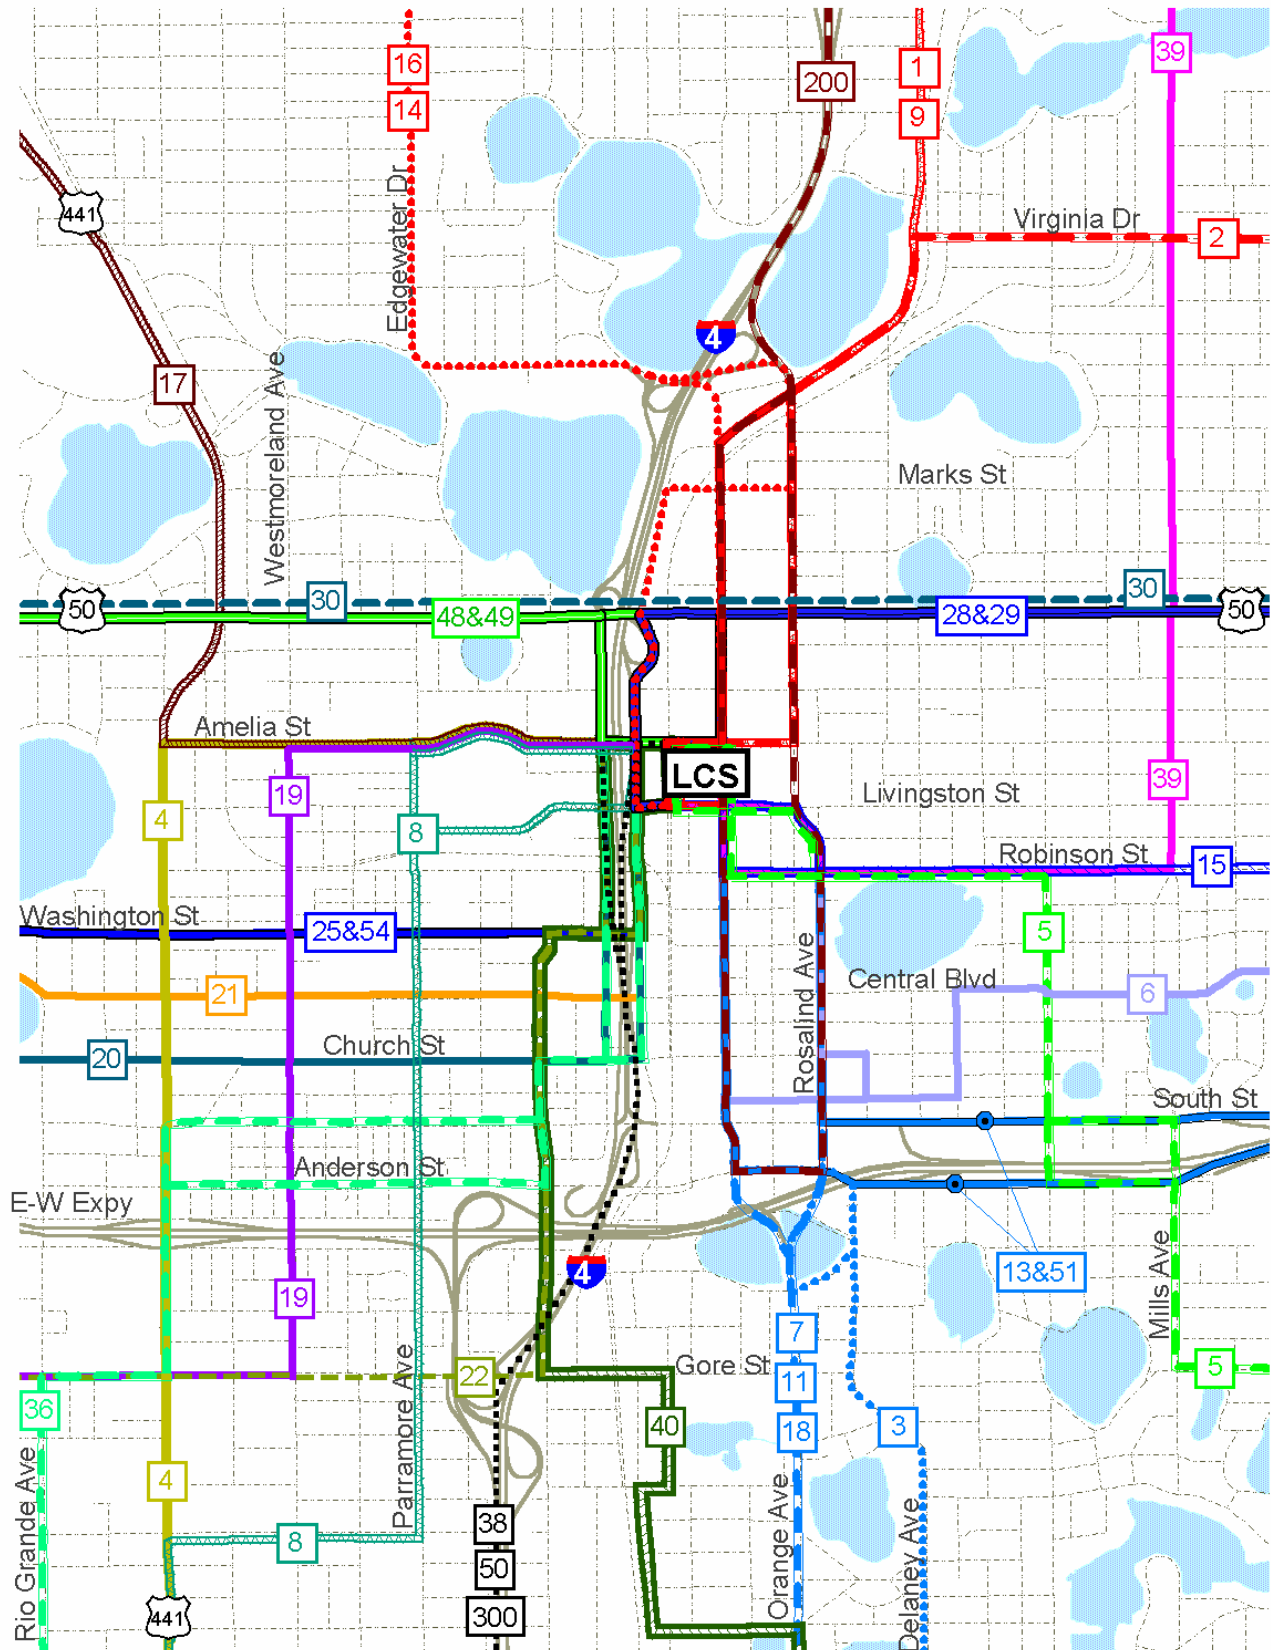 16
14
200
1
9
39
441
Edgewater Dr
Virginia Dr
2
4
17
Westmoreland Ave
Marks St
50
30
48&49
28&29
30
50
Amelia St
LCS
39
19
4
8
Livingston St
Robinson St
15
Washington St
25&54
5
Rosalind Ave
Central Blvd
21
6
20
Church St
South St
Anderson St
E-W Expy
4
13&51
Mills Ave
19
7
Gore St
22
11
5
36
Parramore Ave
40
18
3
4
Rio Grande Ave
Orange Ave
Delaney Ave
38
8
50
441
300